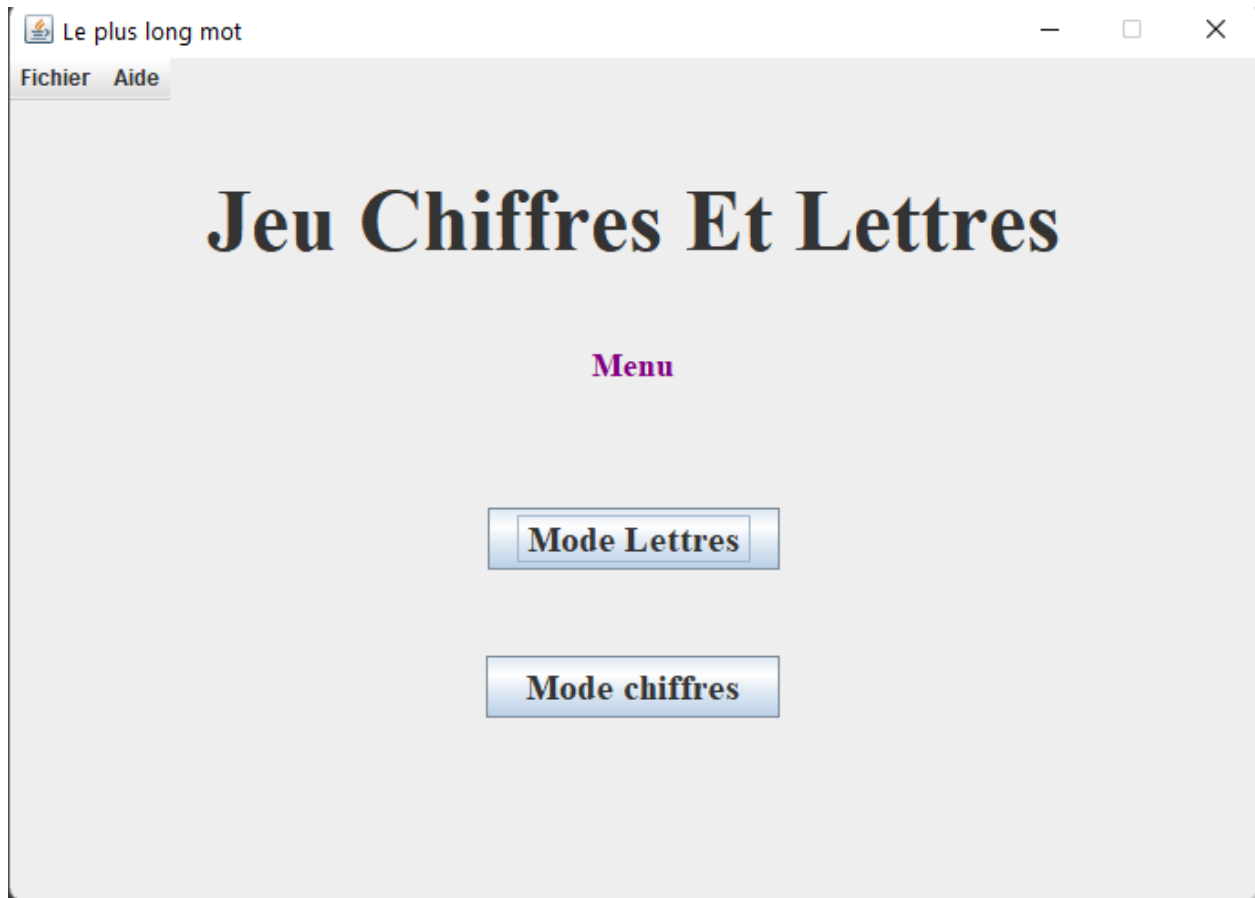 Le plus long mot
Fichier Aide
Jeu Chiffres Et Lettres
Menu
Mode Lettres
Mode chiffres